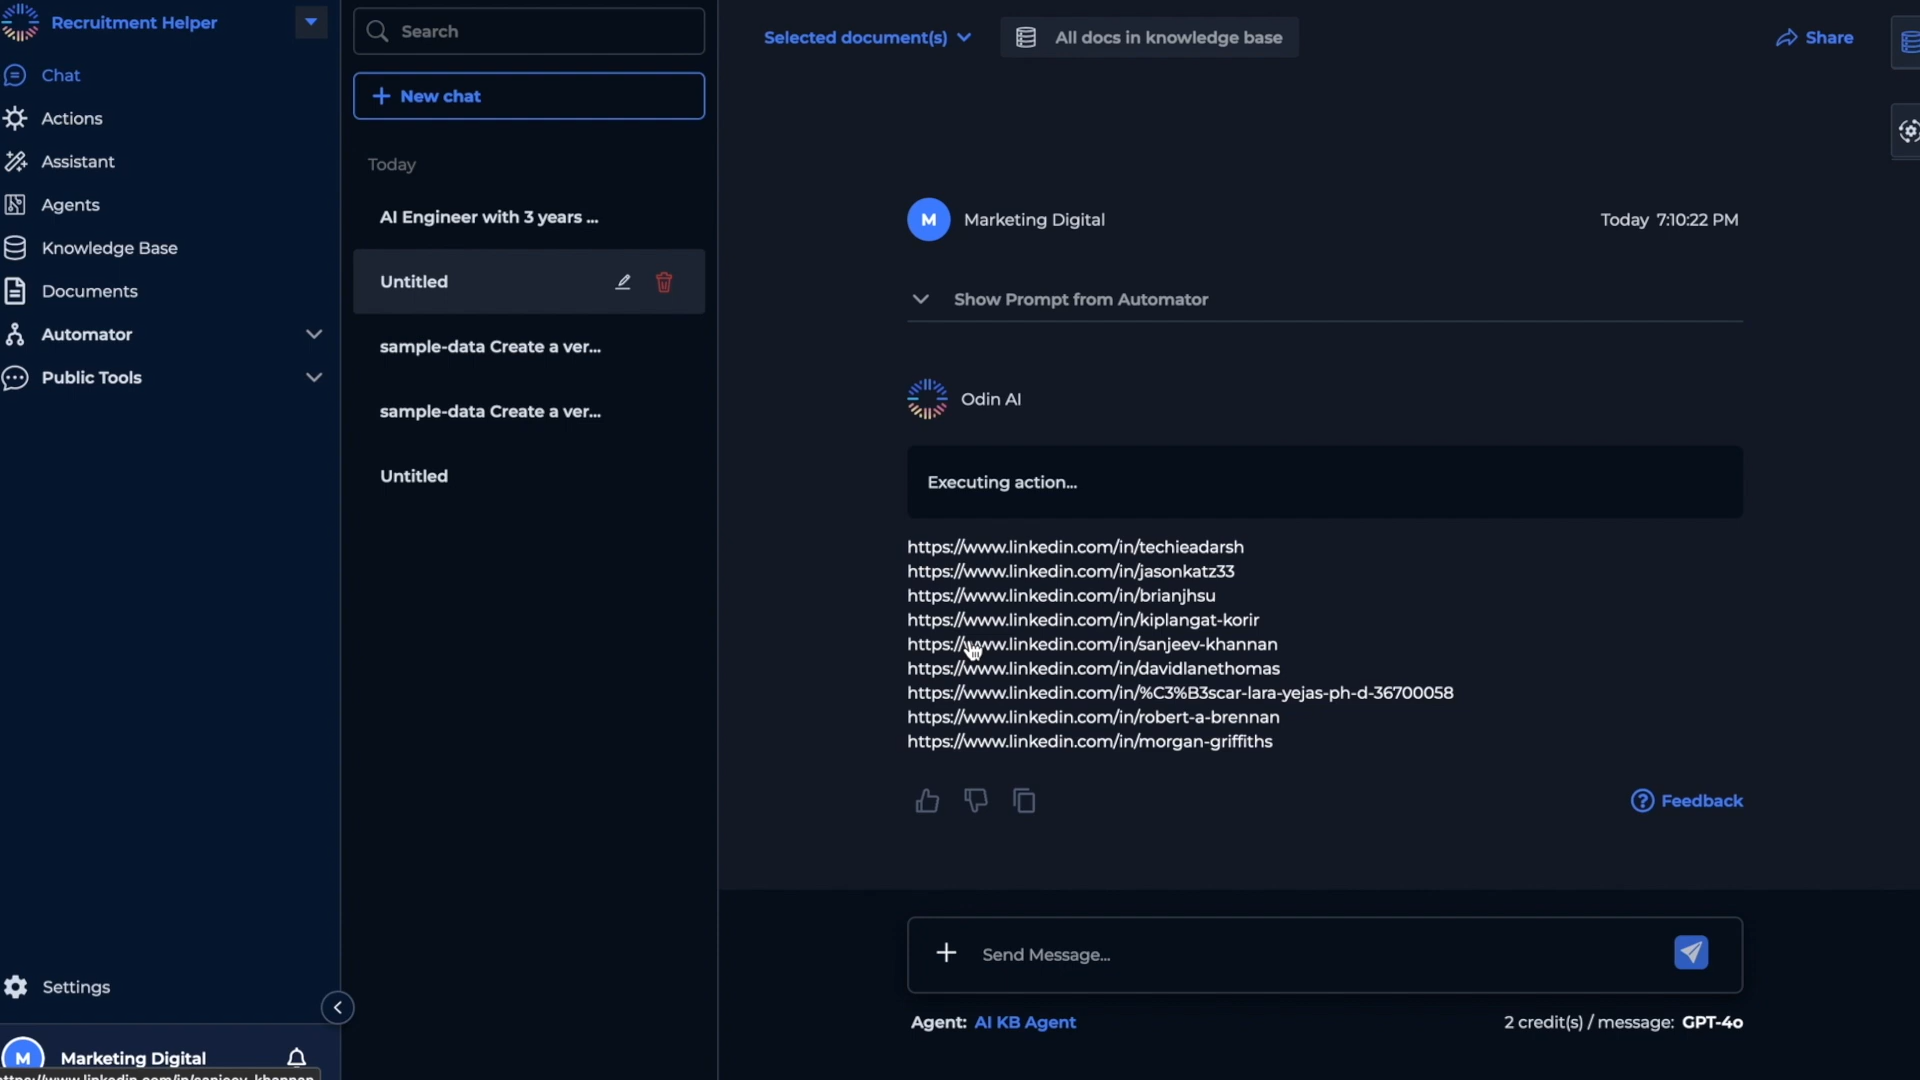 Recruitment Helper
Chat
Actions
Assistant
Agents
Knowledge Base
Documents
Automator
Public Tools
Settings
M
Marketing Digital
Search
New chat
Today
AI Engineer with 3 years ...
Untitled
sample-data Create a ver...
sample-data Create a ver...
Untitled
Selected document(s)
All docs in knowledge base
Share
M
Marketing Digital
Today 7:10:22 PM
Show Prompt from Automator
Odin AI
Executing action...
https://www.linkedin.com/in/techieadarsh
https://www.linkedin.com/in/jasonkatz33
https://www.linkedin.com/in/brianjhsu
https://www.linkedin.com/in/kiplangat-korir
https://www.linkedin.com/in/sanjeev-khannan
https://www.linkedin.com/in/davidlanethomas
https://www.linkedin.com/in/%C3%B3scar-lara-yejas-ph-d-36700058
https://www.linkedin.com/in/robert-a-brennan
https://www.linkedin.com/in/morgan-griffiths
Feedback
Send Message...
Agent: AI KB Agent
2 credit(s) / message: GPT-4o